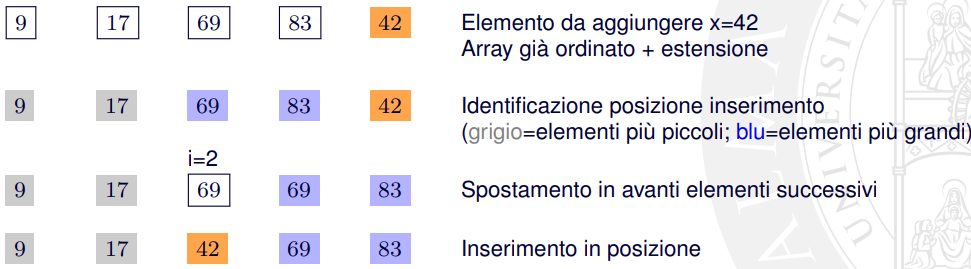 9 17 69 83 42 Elemento da aggiungere x=42
Array già ordinato + estensione
9 17 69 83 42 Identificazione posizione inserimento
(grigio=elementi più piccoli; blu=elementi più grandi)
i=2
9 17 69 69 83 Spostamento in avanti elementi successivi
9 17 42 69 83 Inserimento in posizione
ALMA
UNIVERSITA